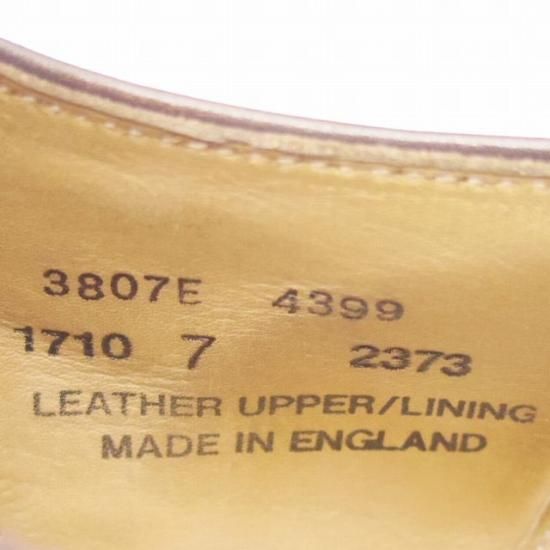 3807E 4399
1710 7 2373
LEATHER UPPER/LINING
MADE IN ENGLAND